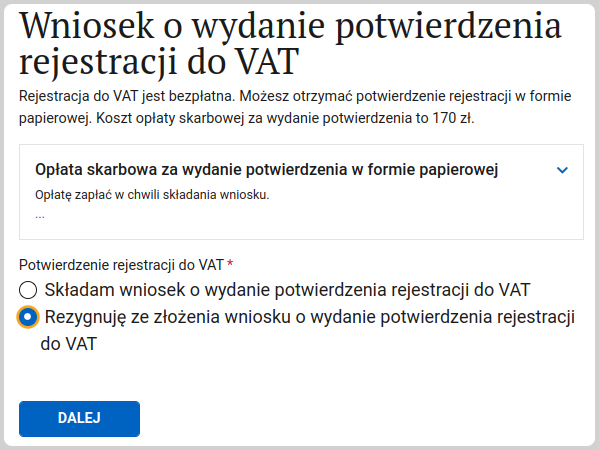 Wniosek o wydanie potwierdzenia
rejestracji do VAT
Rejestracja do VAT jest bezpłatna. Możesz otrzymać potwierdzenie rejestracji w formie
papierowej. Koszt opłaty skarbowej za wydanie potwierdzenia to 170 zł.
Opłata skarbowa za wydanie potwierdzenia w formie papierowej
Opłatę zapłać w chwili składania wniosku.
...
Potwierdzenie rejestracji do VAT *
Składam wniosek o wydanie potwierdzenia rejestracji do VAT
Rezygnuję ze złożenia wniosku o wydanie potwierdzenia rejestracji
do VAT
DALEJ